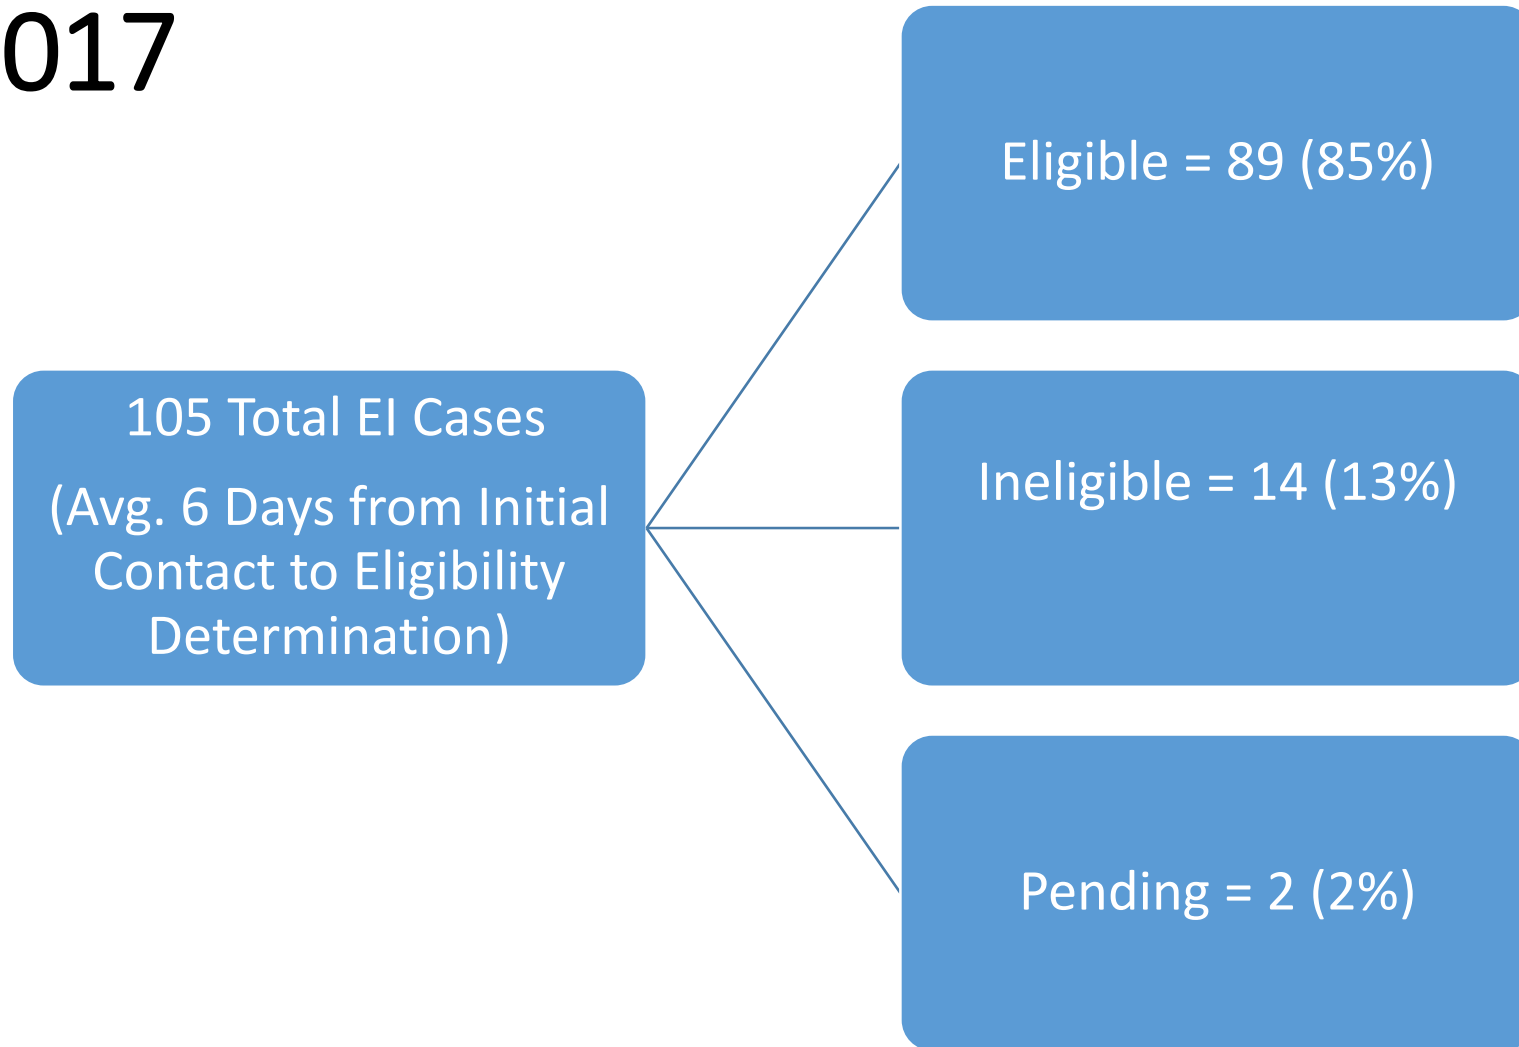 017
Eligible = 89 (85%)
105 Total EI Cases
(Avg. 6 Days from Initial
Contact to Eligibility
Determination)
Ineligible = 14 (13%)
Pending = 2 (2%)